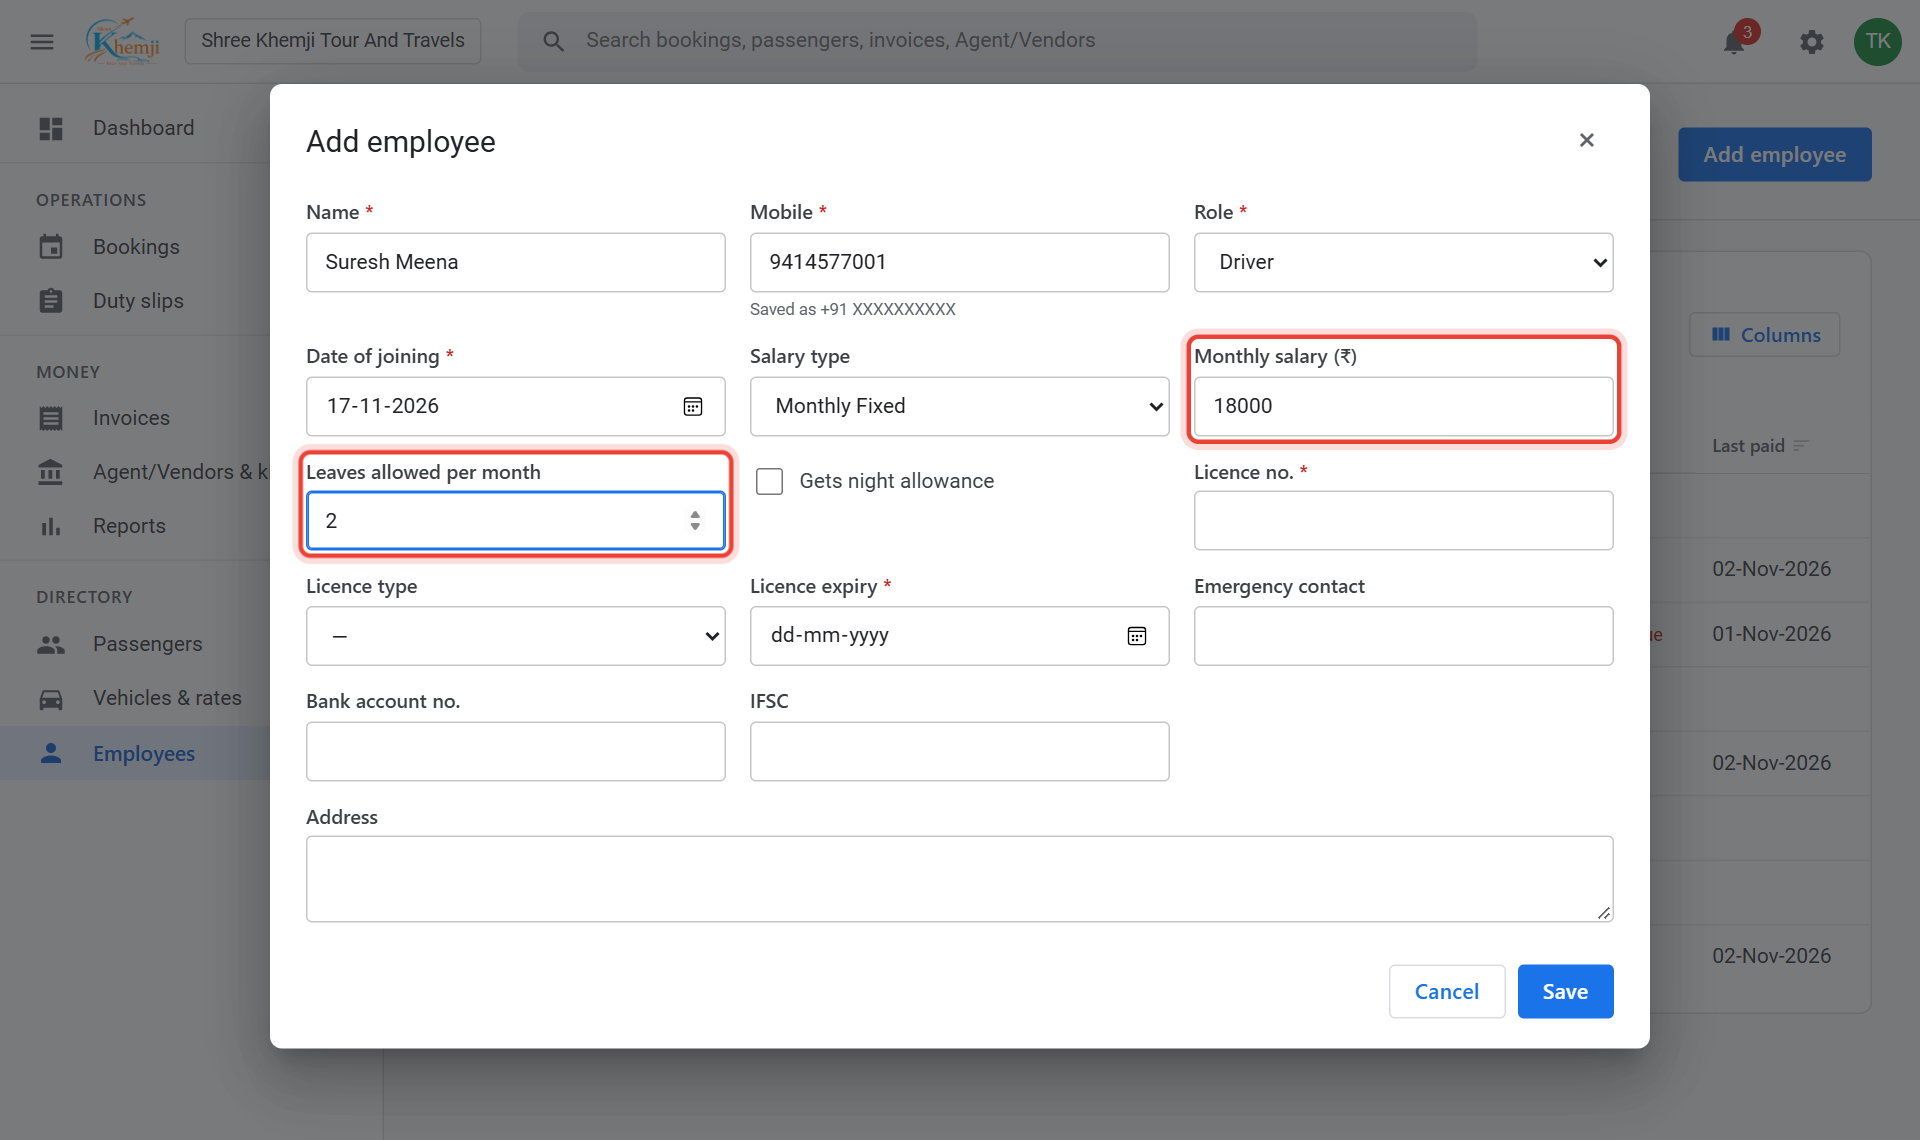 Khemji
Shree Khemji Tour And Travels
Search bookings, passengers, invoices, Agent/Vendors
3
TK
Dashboard
OPERATIONS
Bookings
Duty slips
MONEY
Invoices
Agent/Vendors & k
Reports
DIRECTORY
Passengers
Vehicles & rates
Employees
Add employee
Columns
Last paid
02-Nov-2026
ue
01-Nov-2026
02-Nov-2026
02-Nov-2026
Add employee
×
Name *
Suresh Meena
Mobile *
9414577001
Saved as +91 XXXXXXXXXX
Role *
Driver
Date of joining *
17-11-2026
Salary type
Monthly Fixed
Monthly salary (₹)
18000
Leaves allowed per month
2
Gets night allowance
Licence no. *
Licence type
—
Licence expiry *
dd-mm-yyyy
Emergency contact
Bank account no.
IFSC
Address
Cancel
Save